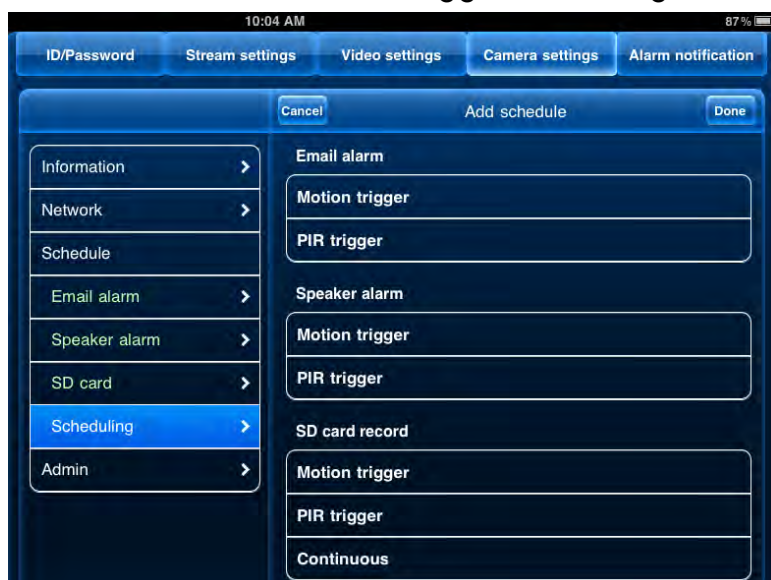 10:04 AM 87%
ID/Password Stream settings Video settings Camera settings Alarm notification
Cancel Add schedule Done
Information
Network
Schedule
Email alarm
Speaker alarm
SD card
Scheduling
Admin
Email alarm
Motion trigger
PIR trigger
Speaker alarm
Motion trigger
PIR trigger
SD card record
Motion trigger
PIR trigger
Continuous